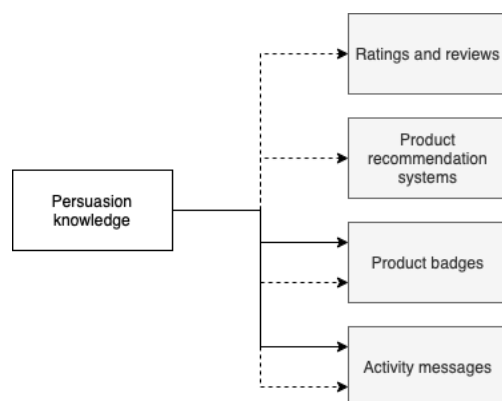 Ratings and reviews
Product
recommendation
systems
Persuasion
knowledge
Product badges
Activity messages